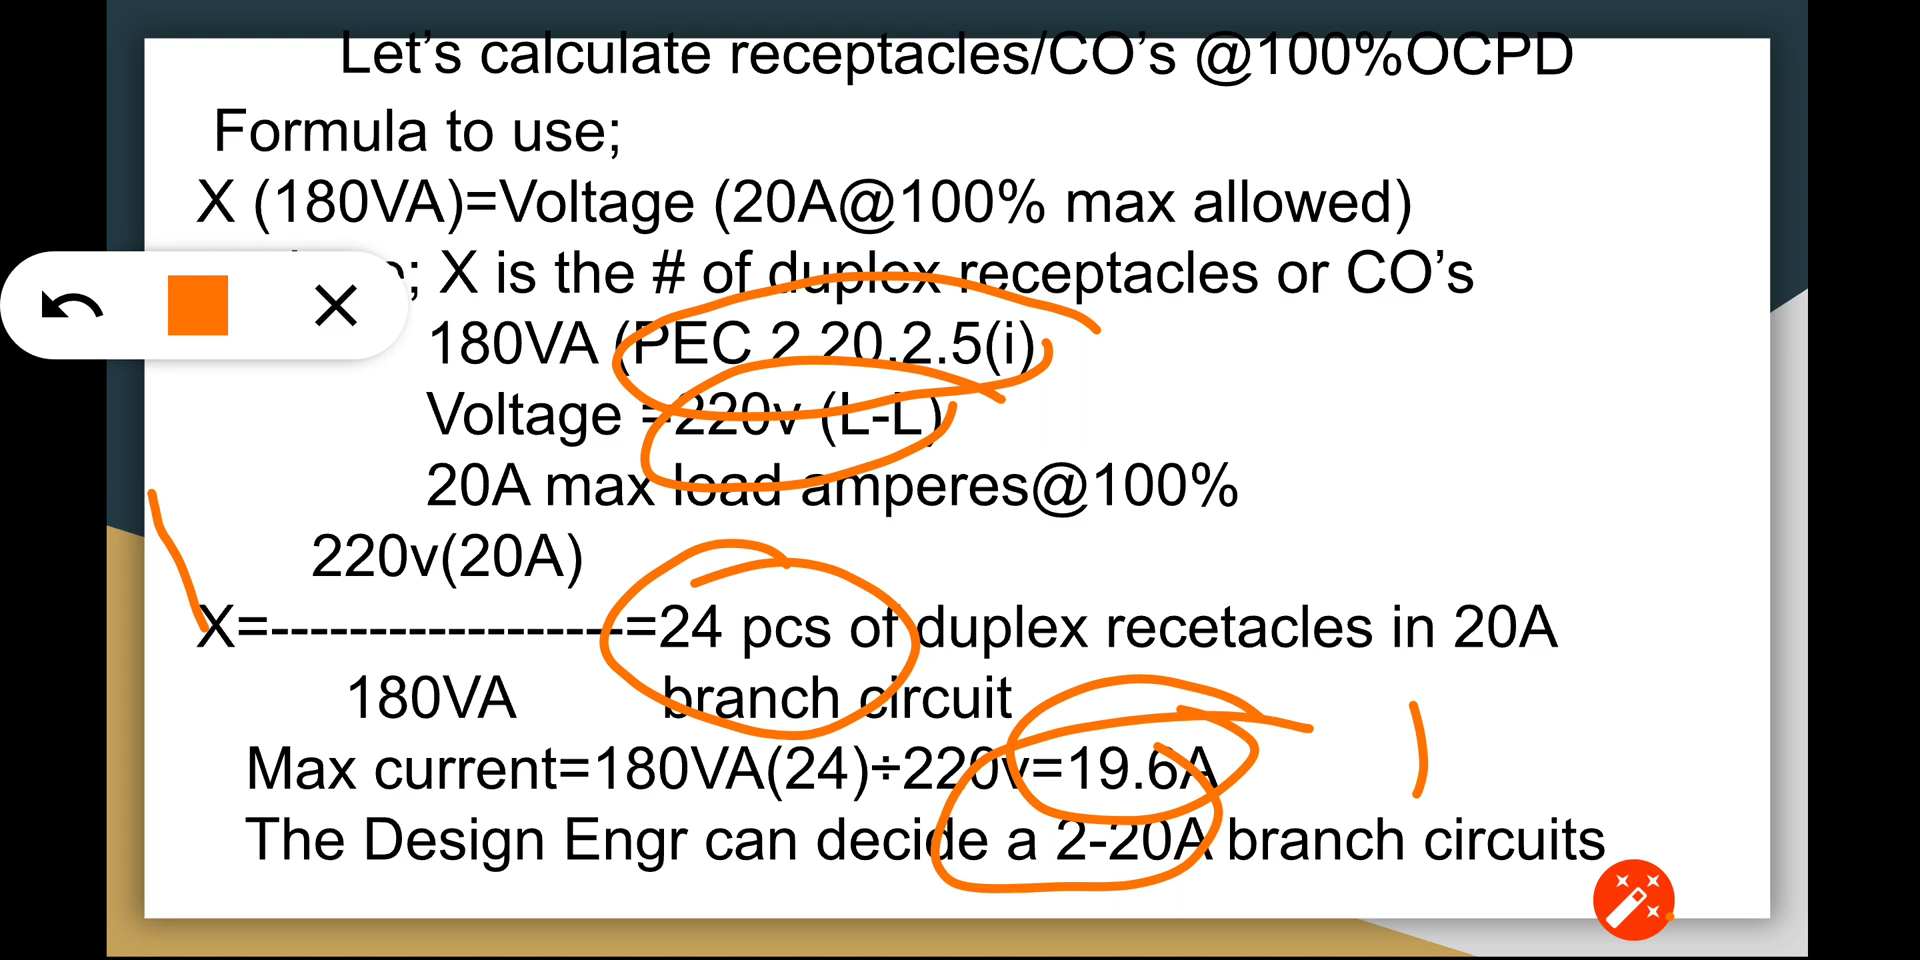 Let's calculate receptacles/CO's @100%OCPD
Formula to use;
X (180VA)=Voltage (20A@100% max allowed)
; X is the # of duplex receptacles or CO's
180VA (PEC 2.20.2.5(i)
Voltage =220v (L-L)
20A max load amperes@100%
220v(20A)
X=------------------=24 pcs of duplex recetacles in 20A
180VA branch circuit
Max current=180VA(24)÷220v=19.6A
The Design Engr can decide a 2-20A branch circuits